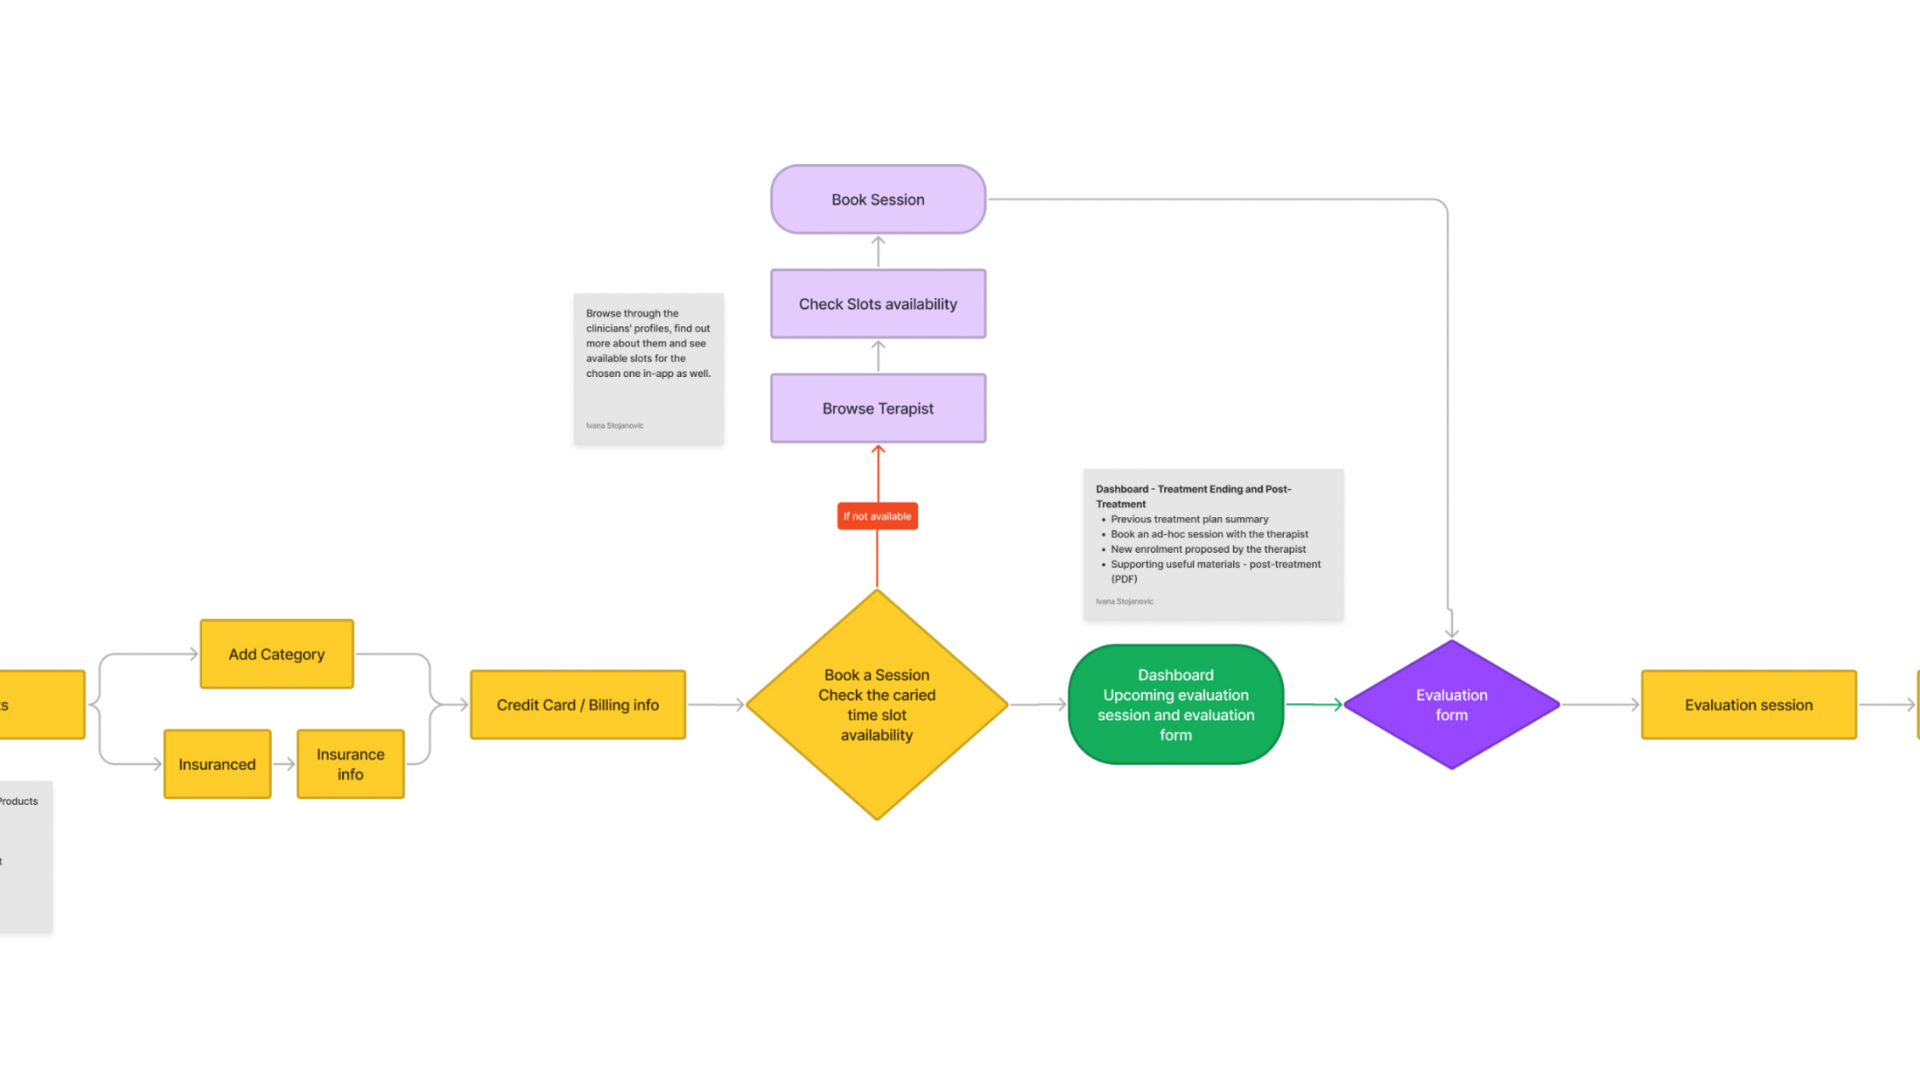 Book Session
Check Slots availability
Browse through the
clinicians' profiles, find out
more about them and see
available slots for the
chosen one in-app as well.
Ivana Stojanovic
Browse Terapist
If not available
Dashboard - Treatment Ending and Post-
Treatment
• Previous treatment plan summary
• Book an ad-hoc session with the therapist
• New enrolment proposed by the therapist
• Supporting useful materials - post-treatment
(PDF)
Ivana Stojanovic
Add Category
Insuranced
Insurance
info
Credit Card / Billing info
Book a Session
Check the caried
time slot
availability
Dashboard
Upcoming evaluation
session and evaluation
form
Evaluation
form
Evaluation session
Products